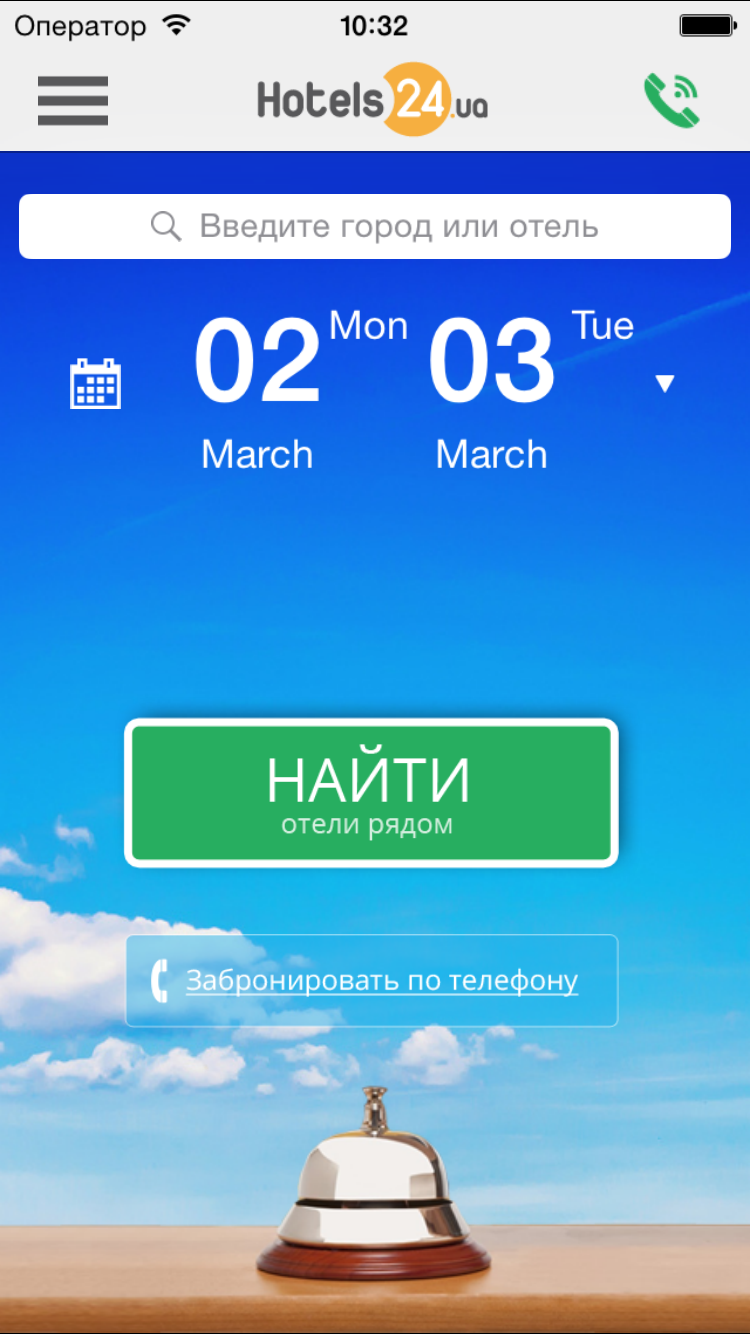 Оператор 10:32
Hotels24.ua
Введите город или отель
02 Mon 03 Tue
March March
НАЙТИ
отели рядом
Забронировать по телефону